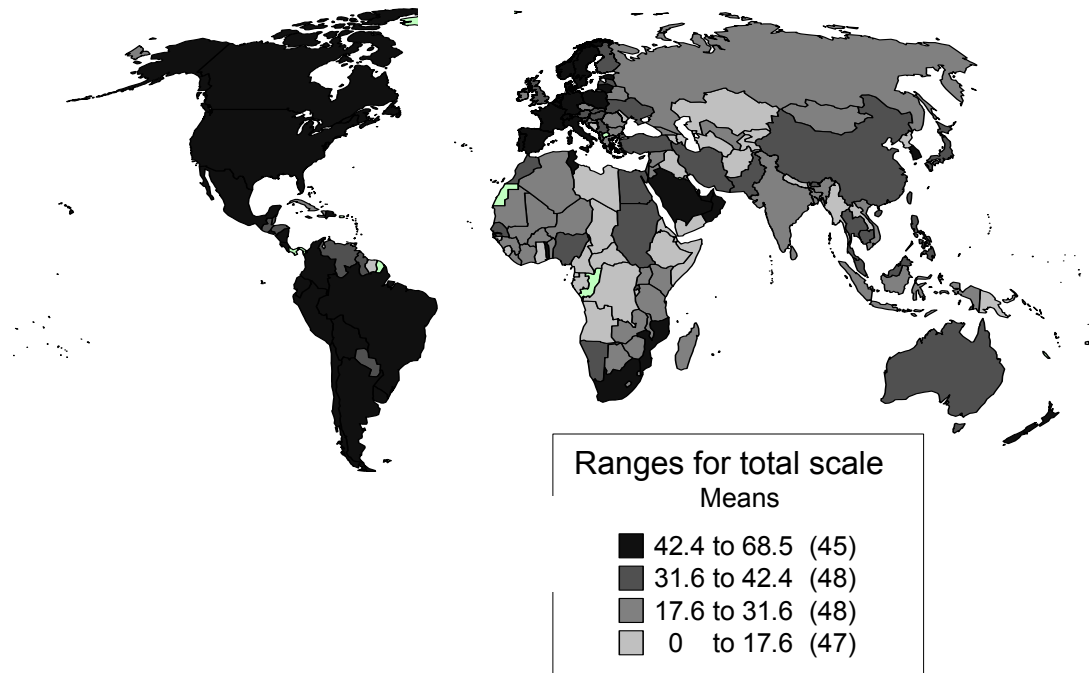 Ranges for total scale
Means
42.4 to 68.5 (45)
31.6 to 42.4 (48)
17.6 to 31.6 (48)
0 to 17.6 (47)